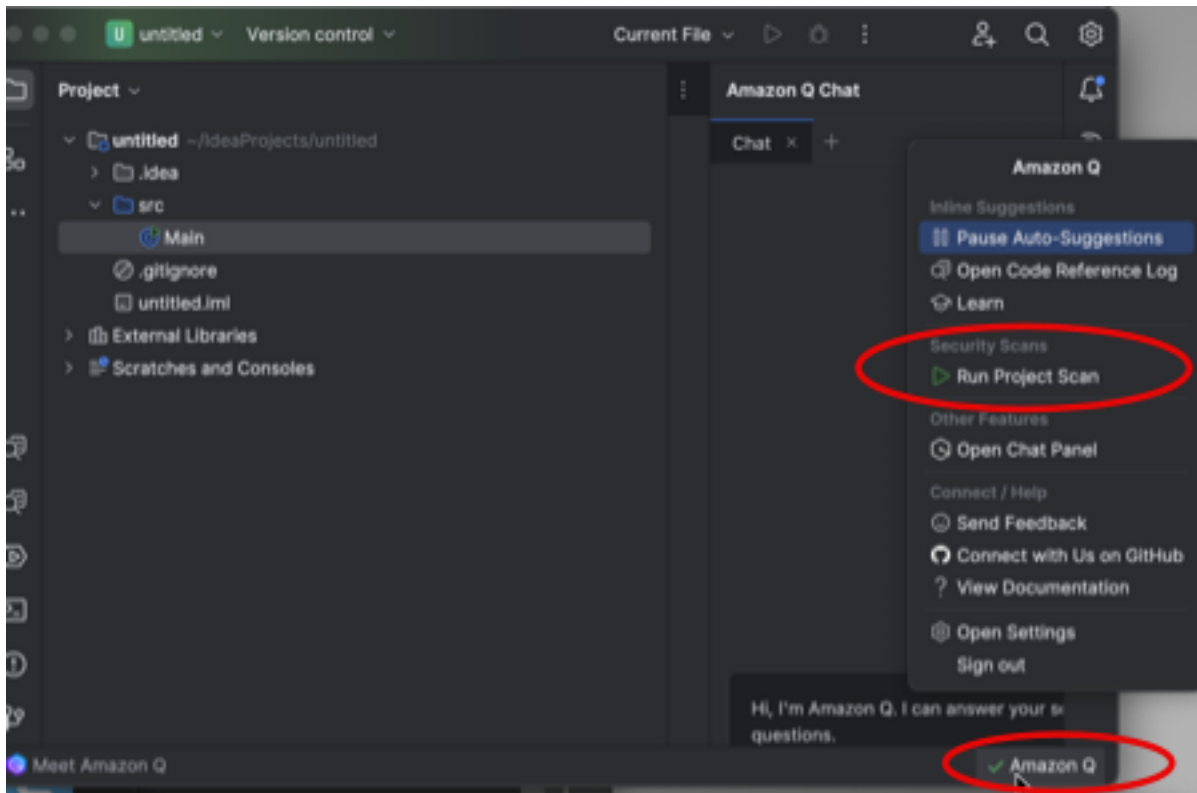 U untitled Version control Current File
Project
Amazon Q Chat
untitled ~/IdeaProjects/untitled
Chat × +
.idea
src
Main
.gitignore
untitled.iml
External Libraries
Scratches and Consoles
Amazon Q
Inline Suggestions
Pause Auto-Suggestions
Open Code Reference Log
Learn
Security Scans
Run Project Scan
Other Features
Open Chat Panel
Connect / Help
Send Feedback
Connect with Us on GitHub
? View Documentation
Open Settings
Sign out
Hi, I'm Amazon Q. I can answer your
questions.
Meet Amazon Q
Amazon Q